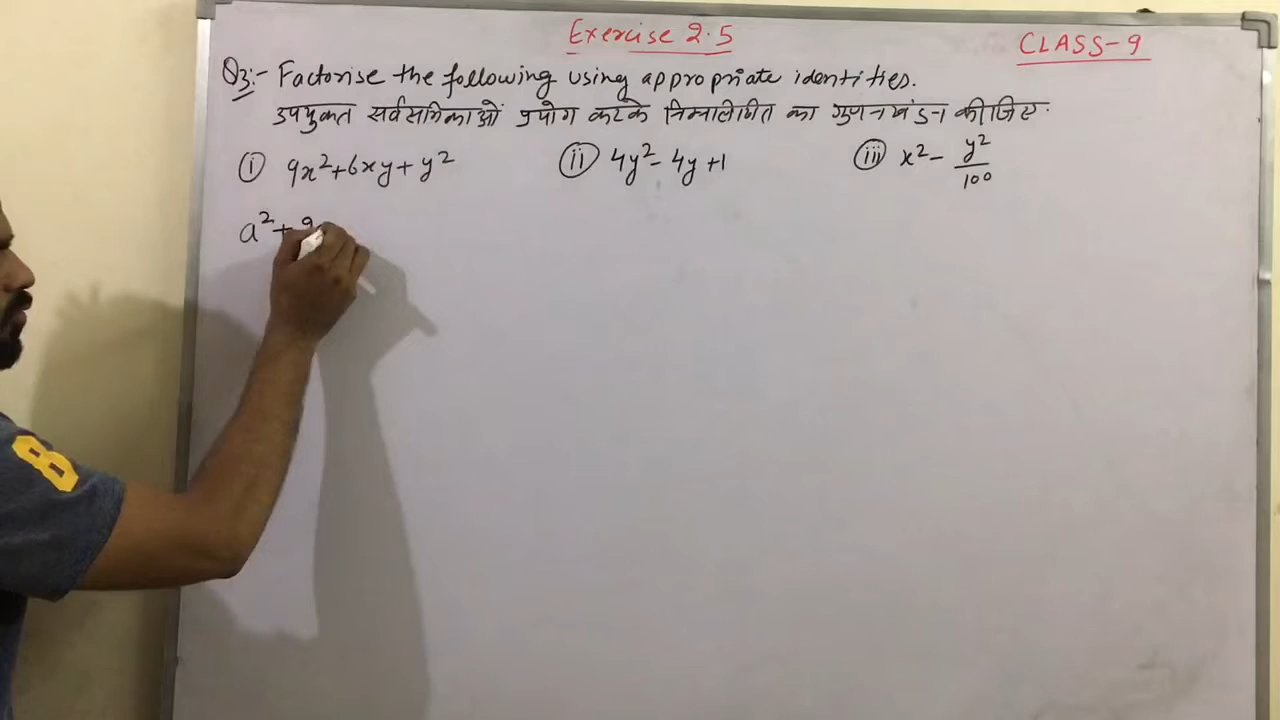 Exercise 2.5
CLASS-9
Q3:- Factorise the following using appropriate identities.
उपयुक्त सर्वसमिकाओं प्रयोग करके निम्नलिखित का गुणनखंडन कीजिए.
(i) 9x²+6xy+y² (ii) 4y²-4y+1 (iii) x²-y²/100
a²+
8